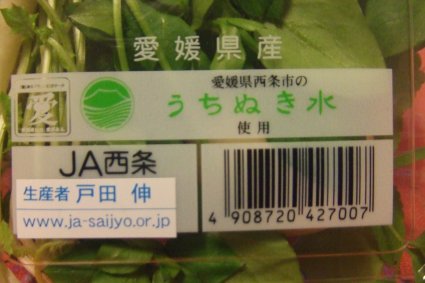 愛媛県産
愛
愛媛県西条市の
うちぬき水
使用
JA西条
生産者 戸田 伸
www.ja-saijyo.or.jp
4 908720 427007